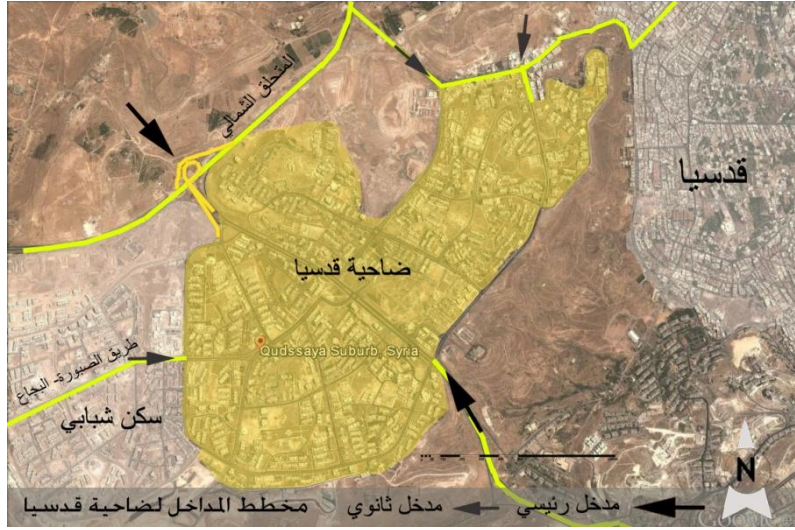 المتحلق الشمالي
قدسيا
ضاحية قدسيا
Qudssaya Suburb, Syria
طريق الصبورة- البجاع
سكن شبابي
N
مدخل رئيسي
مدخل ثانوي
مخطط المداخل لضاحية قدسيا